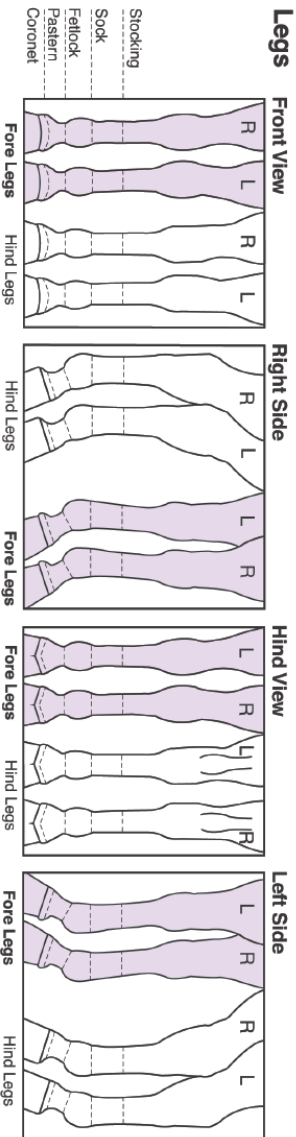 Legs
Front View
Right Side
Hind View
Left Side
R L R L
R L L R
L R L R
L R R L
Stocking
Sock
Fetlock
Pastern
Coronet
Fore Legs
Hind Legs
Hind Legs
Fore Legs
Fore Legs
Hind Legs
Fore Legs
Hind Legs